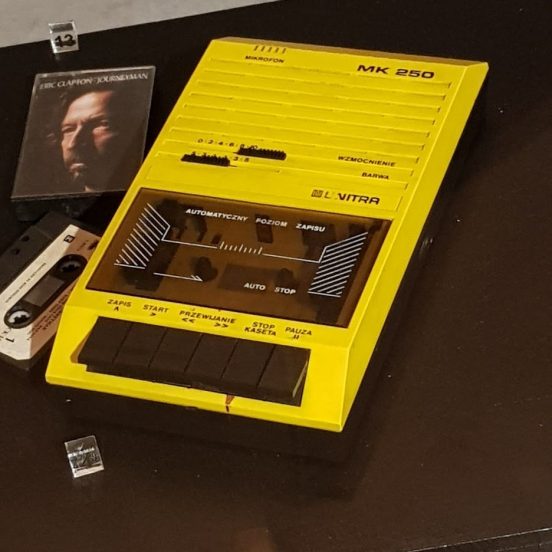 12
MIKROFON
MK 250
ERIC CLAPTON JOURNEYMAN
0 · 2 · 4 · 6 · 8
WZMOCNIENIE
BARWA
UNITRA
AUTOMATYCZNY POZIOM ZAPISU
AUTO STOP
ZAPIS START PRZEWIJANIE STOP PAUZA
KASETA